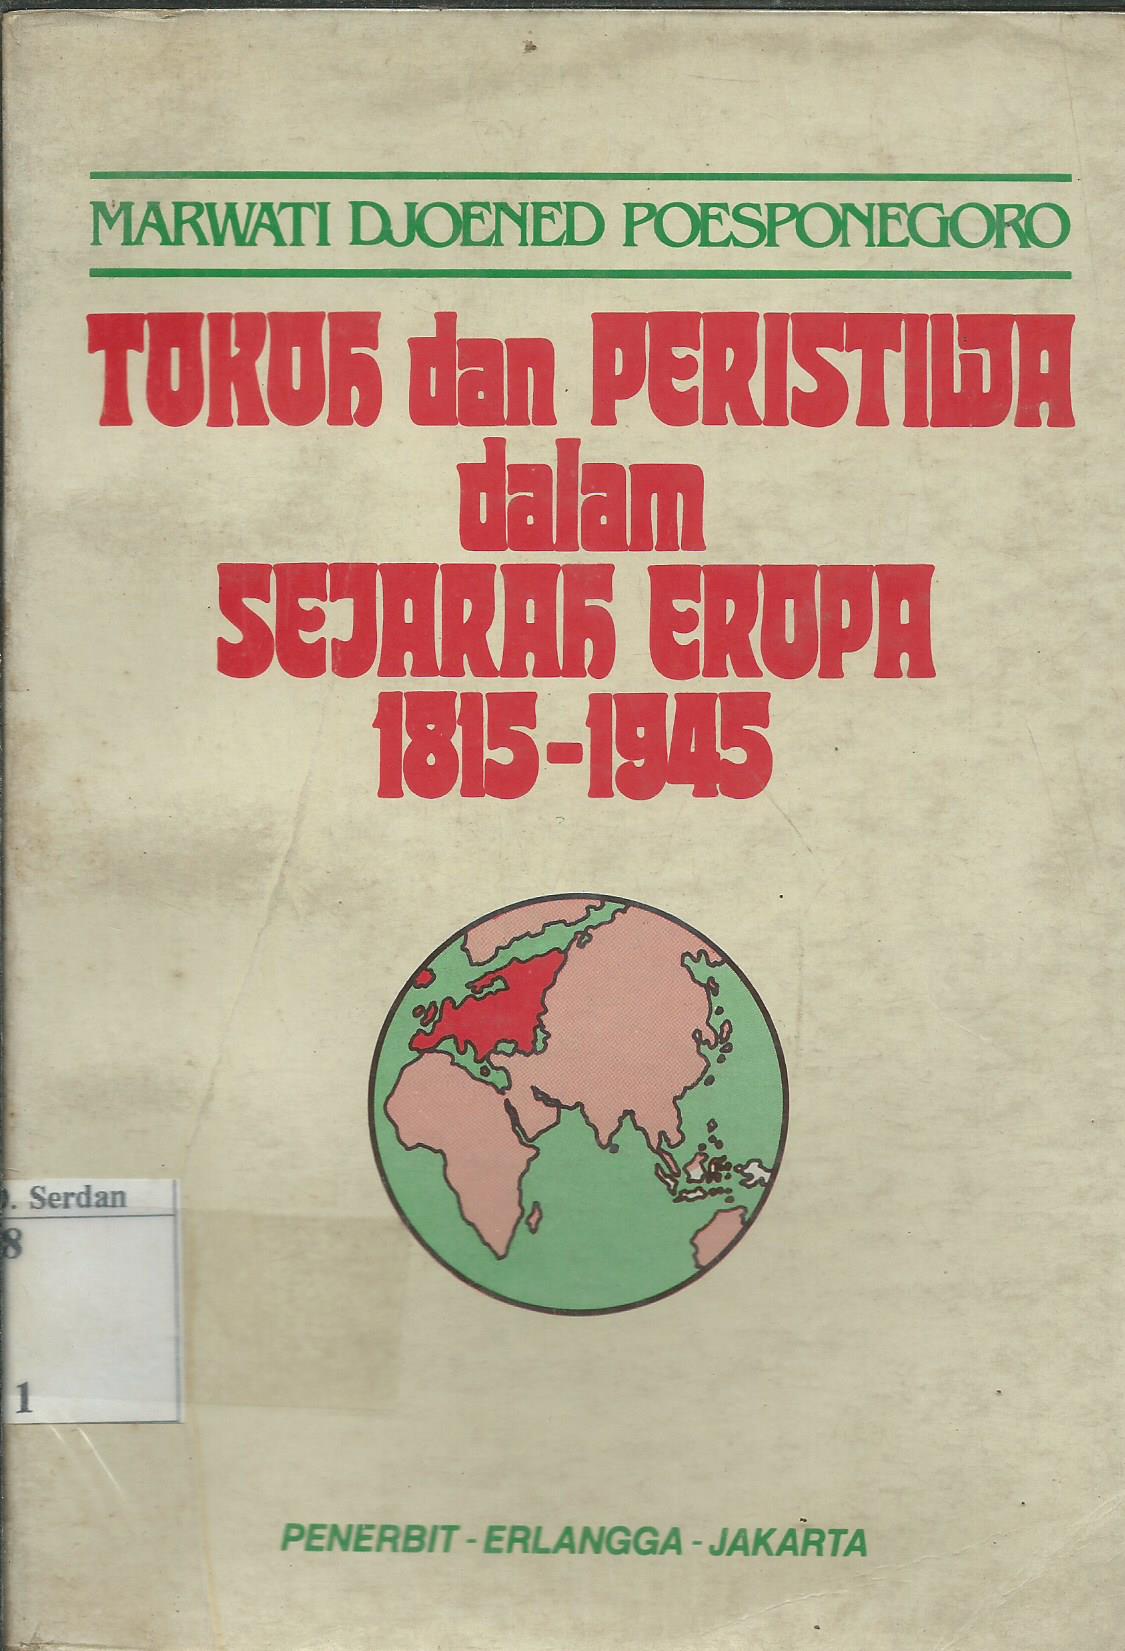 MARWATI DJOENED POESPONEGORO
TOKOH dan PERISTIWA
dalam
SEJARAH EROPA
1815-1945
. Serdan
8
1
PENERBIT - ERLANGGA - JAKARTA